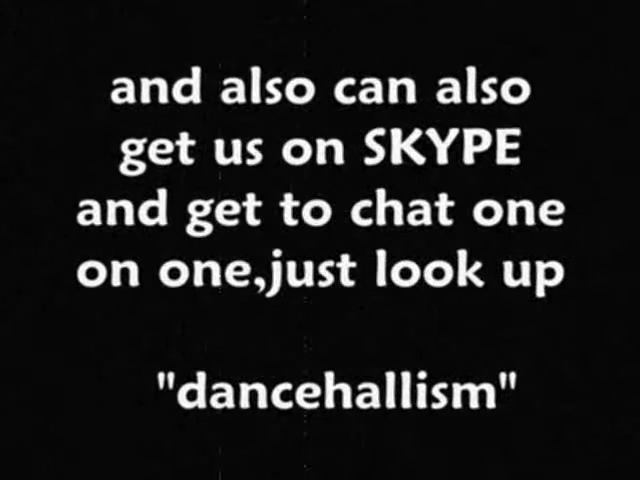 and also can also
get us on SKYPE
and get to chat one
on one,just look up
"dancehallism"